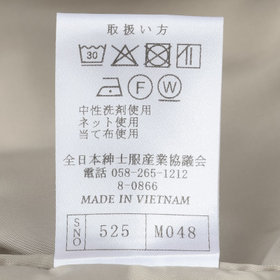 取扱い方
30
F W
中性洗剤使用
ネット使用
当て布使用
全日本紳士服産業協議会
電話 058-265-1212
8-0866
MADE IN VIETNAM
SNO 525 M048